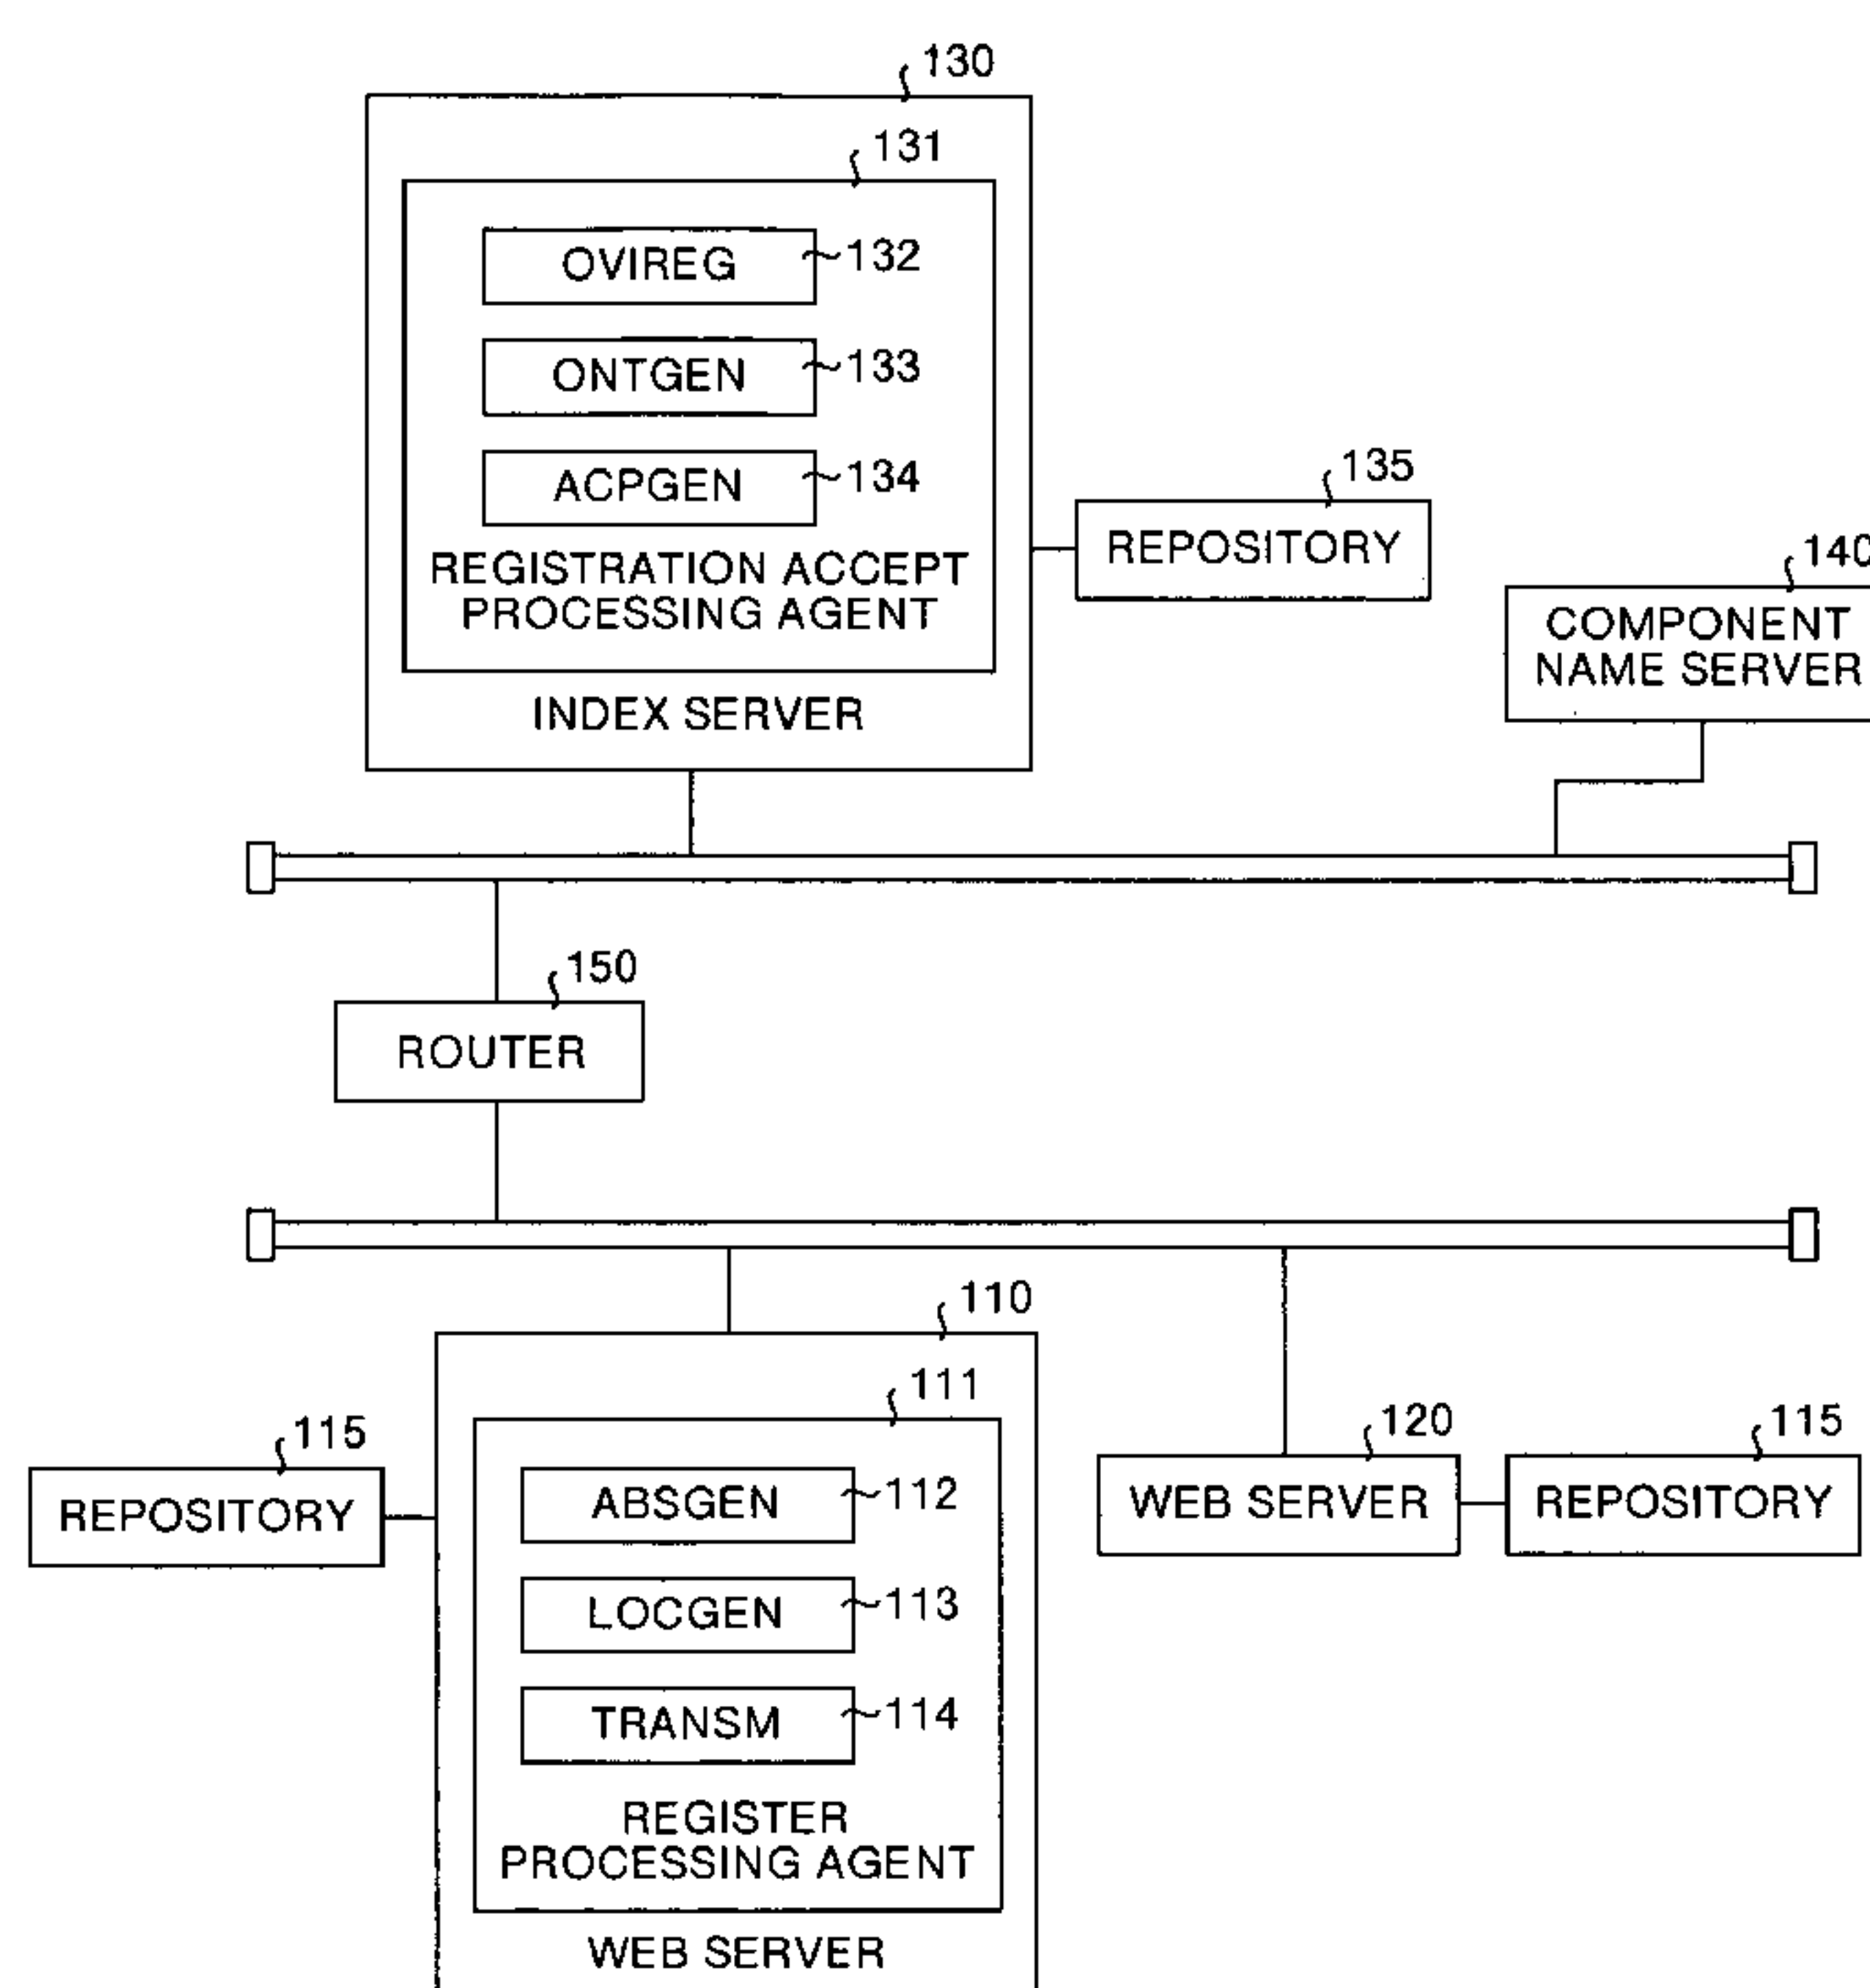 130
131
OVIREG
132
ONTGEN
133
ACPGEN
134
REGISTRATION ACCEPT
PROCESSING AGENT
INDEX SERVER
135
REPOSITORY
140
COMPONENT
NAME SERVER
150
ROUTER
110
111
115
REPOSITORY
ABSGEN
112
LOCGEN
113
TRANSM
114
REGISTER
PROCESSING AGENT
WEB SERVER
120
WEB SERVER
115
REPOSITORY